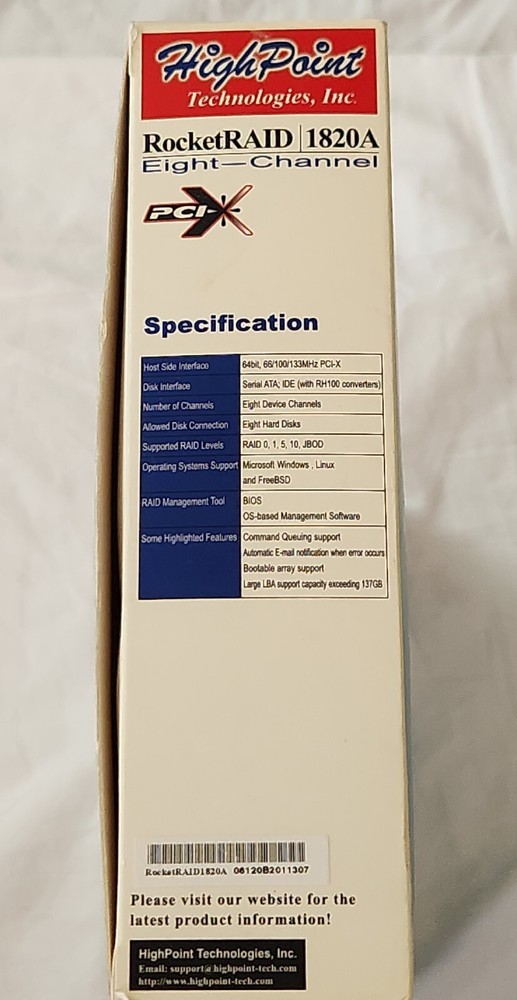 HighPoint
Technologies, Inc.
RocketRAID 1820A
Eight-Channel
PCI-X
Specification
Host Side Interface 64bit, 66/100/133MHz PCI-X
Disk Interface Serial ATA; IDE (with RH100 converters)
Number of Channels Eight Device Channels
Allowed Disk Connection Eight Hard Disks
Supported RAID Levels RAID 0, 1, 5, 10, JBOD
Operating Systems Support Microsoft Windows , Linux
and FreeBSD
RAID Management Tool BIOS
OS-based Management Software
Some Highlighted Features Command Queuing support
Automatic E-mail notification when error occurs
Bootable array support
Large LBA support capacity exceeding 137GB
RocketRAID1820A 06120B2011307
Please visit our website for the
latest product information!
HighPoint Technologies, Inc.
Email: support@highpoint-tech.com
http://www.highpoint-tech.com